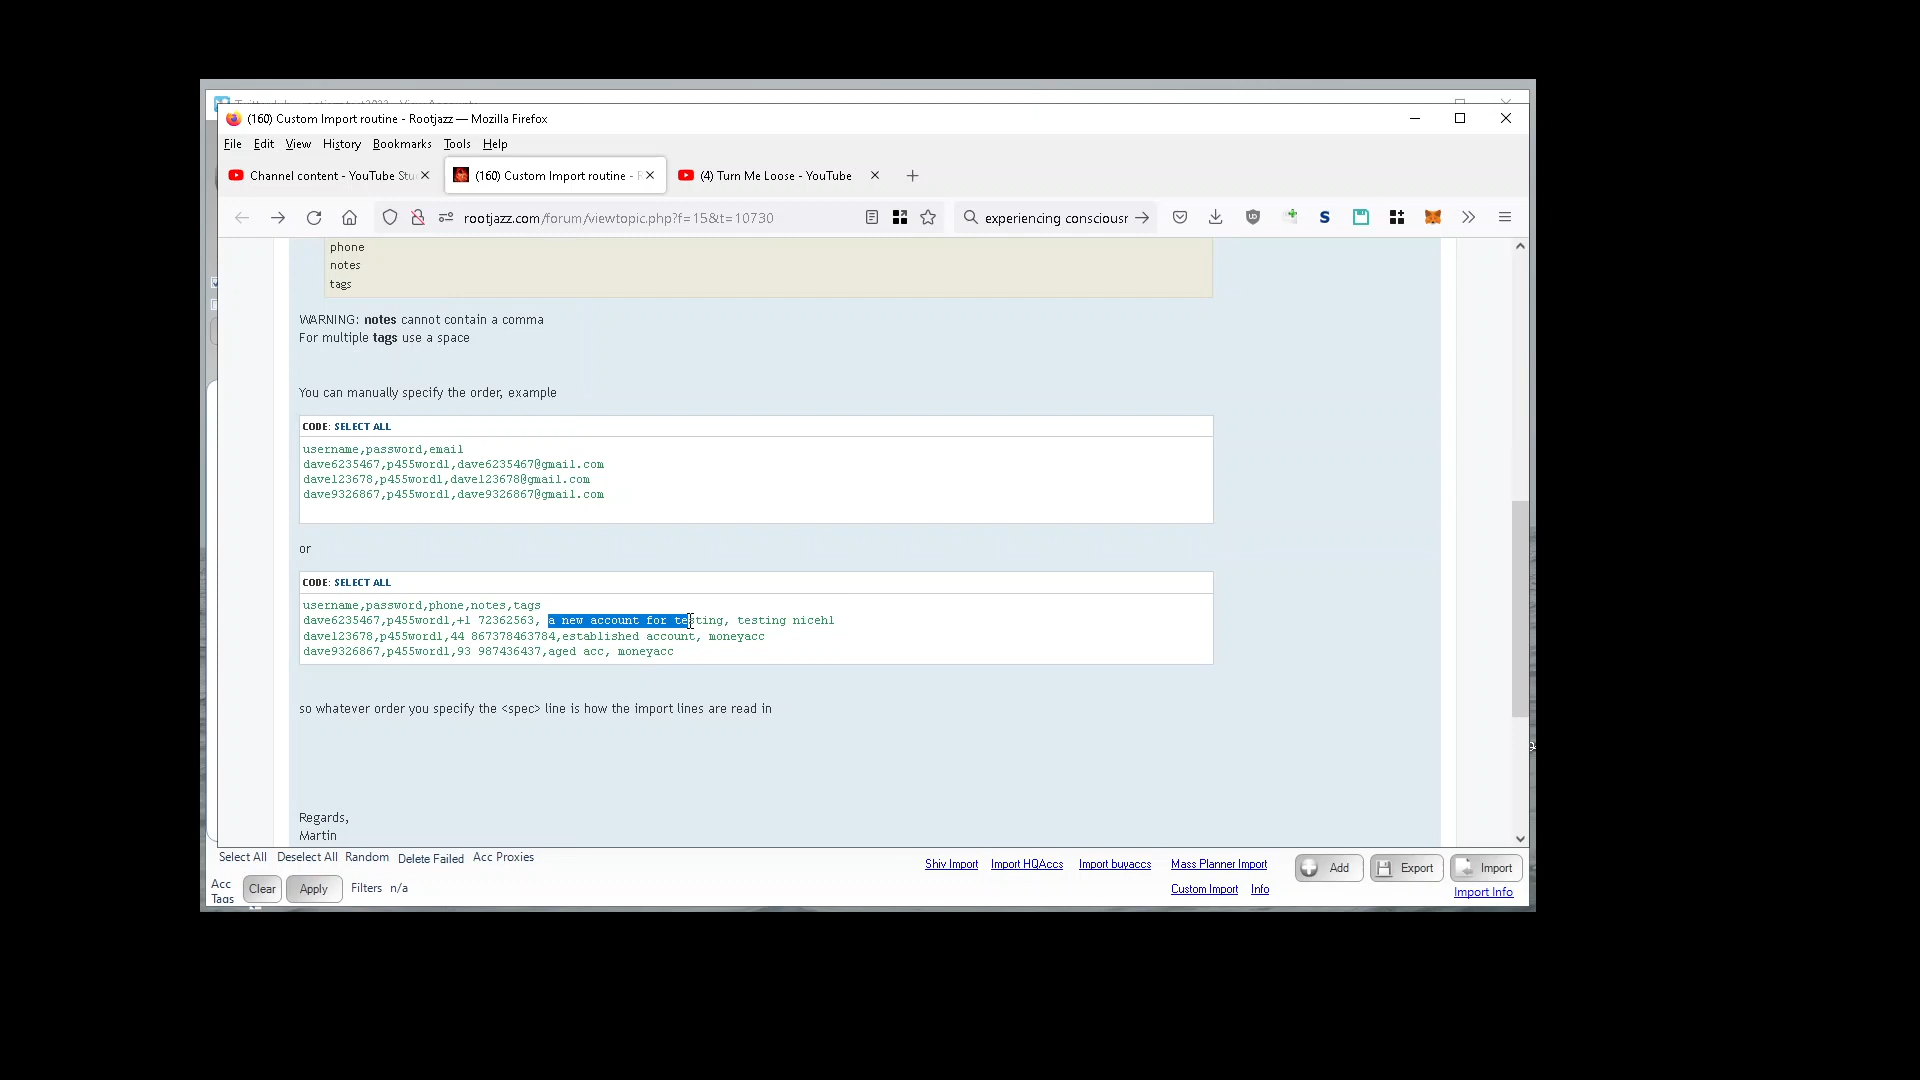 (160) Custom Import routine - Rootjazz — Mozilla Firefox
File Edit View History Bookmarks Tools Help
Channel content - YouTube Stu
(160) Custom Import routine - R
(4) Turn Me Loose - YouTube
rootjazz.com/forum/viewtopic.php?f=15&t=10730
experiencing consciousr
phone
notes
tags
WARNING: notes cannot contain a comma
For multiple tags use a space
You can manually specify the order, example
CODE: SELECT ALL
username,password,email
dave6235467,p455word1,dave6235467@gmail.com
dave123678,p455word1,dave123678@gmail.com
dave9326867,p455word1,dave9326867@gmail.com
or
CODE: SELECT ALL
username,password,phone,notes,tags
dave6235467,p455word1,+1 72362563, a new account for testing, testing nicehl
dave123678,p455word1,44 867378463784,established account, moneyacc
dave9326867,p455word1,93 987436437,aged acc, moneyacc
so whatever order you specify the <spec> line is how the import lines are read in
Regards,
Martin
Select All Deselect All Random Delete Failed Acc Proxies
Shiv Import Import HQAccs Import buyaccs Mass Planner Import
Add Export Import
Acc Tags Clear Apply Filters n/a
Custom Import Info
Import Info